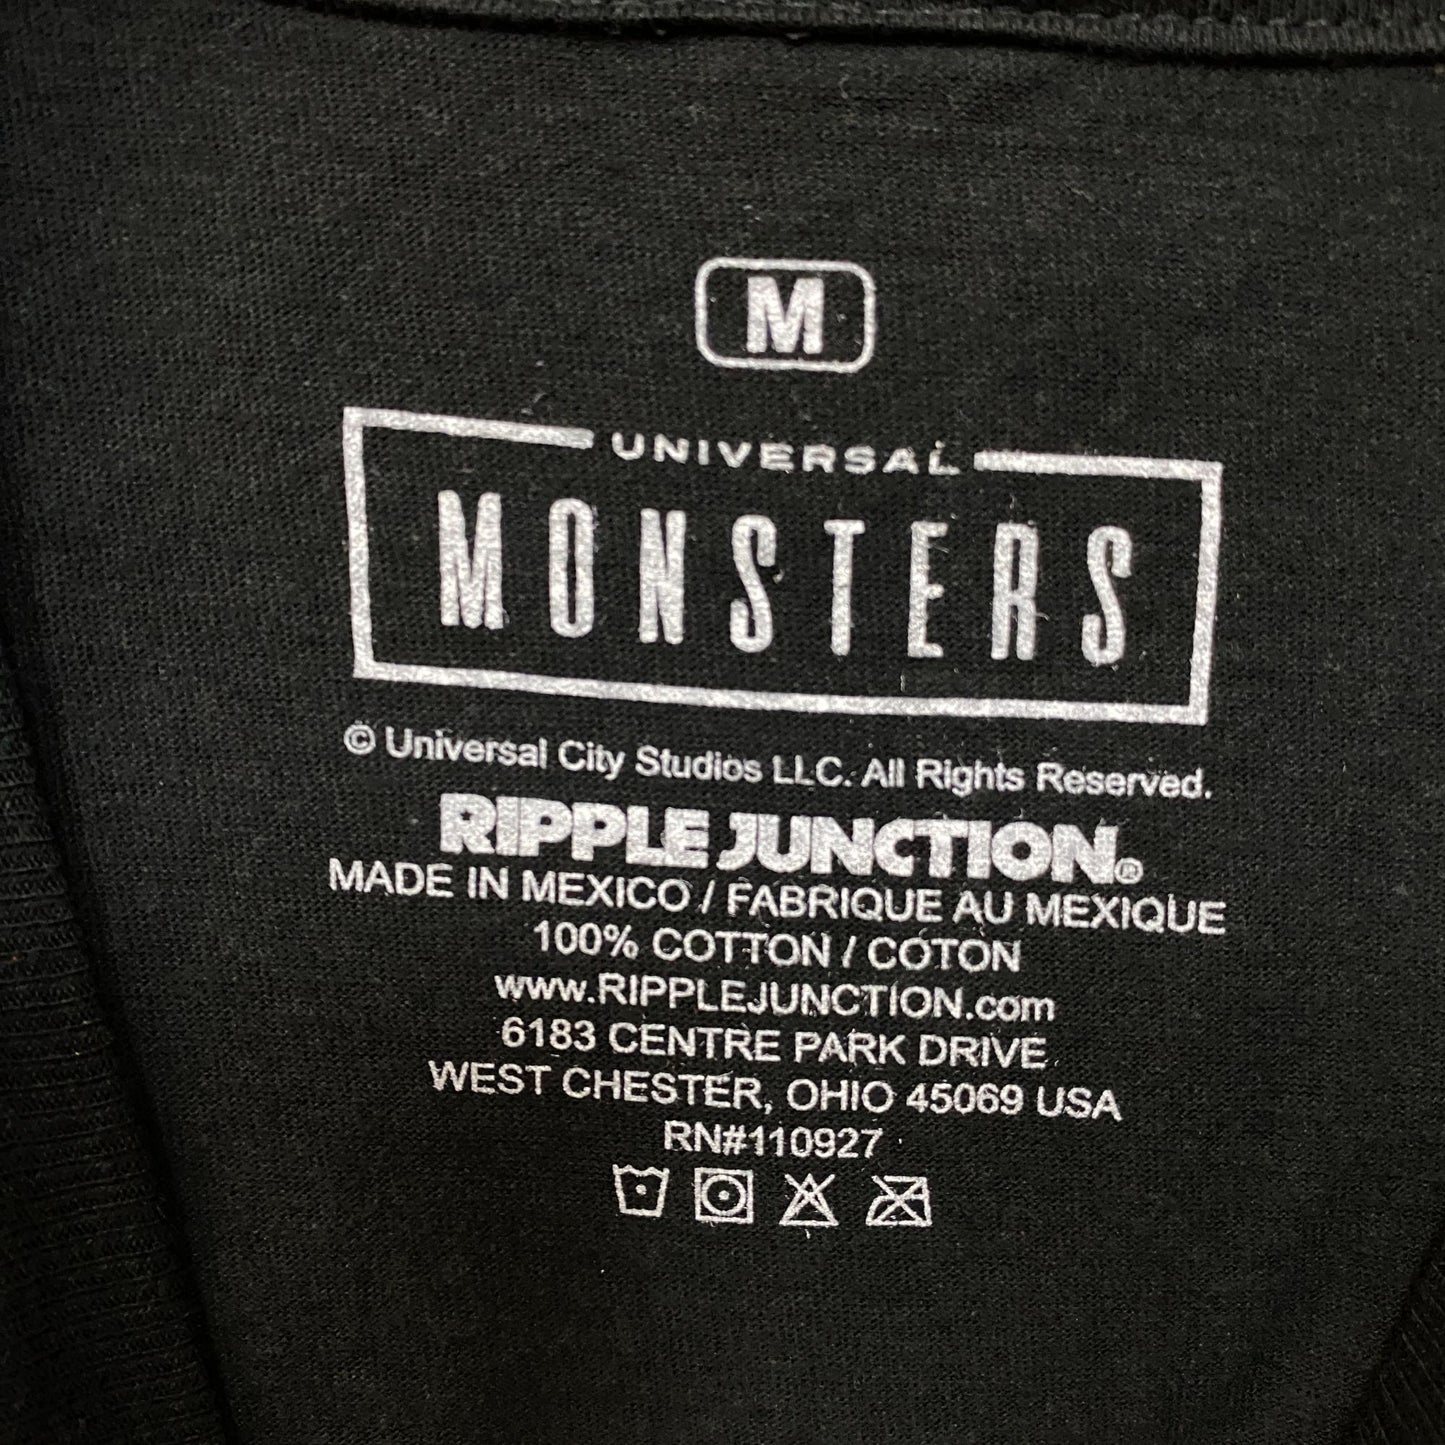 M
UNIVERSAL
MONSTERS
© Universal City Studios LLC. All Rights Reserved.
RIPPLE JUNCTION®
MADE IN MEXICO / FABRIQUE AU MEXIQUE
100% COTTON / COTON
www.RIPPLEJUNCTION.com
6183 CENTRE PARK DRIVE
WEST CHESTER, OHIO 45069 USA
RN#110927